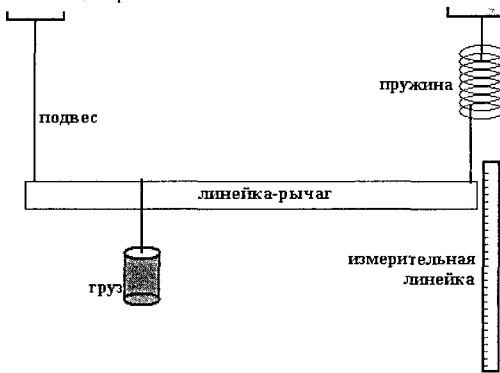 пружина
подвес
линейка-рычаг
измерительная
линейка
груз